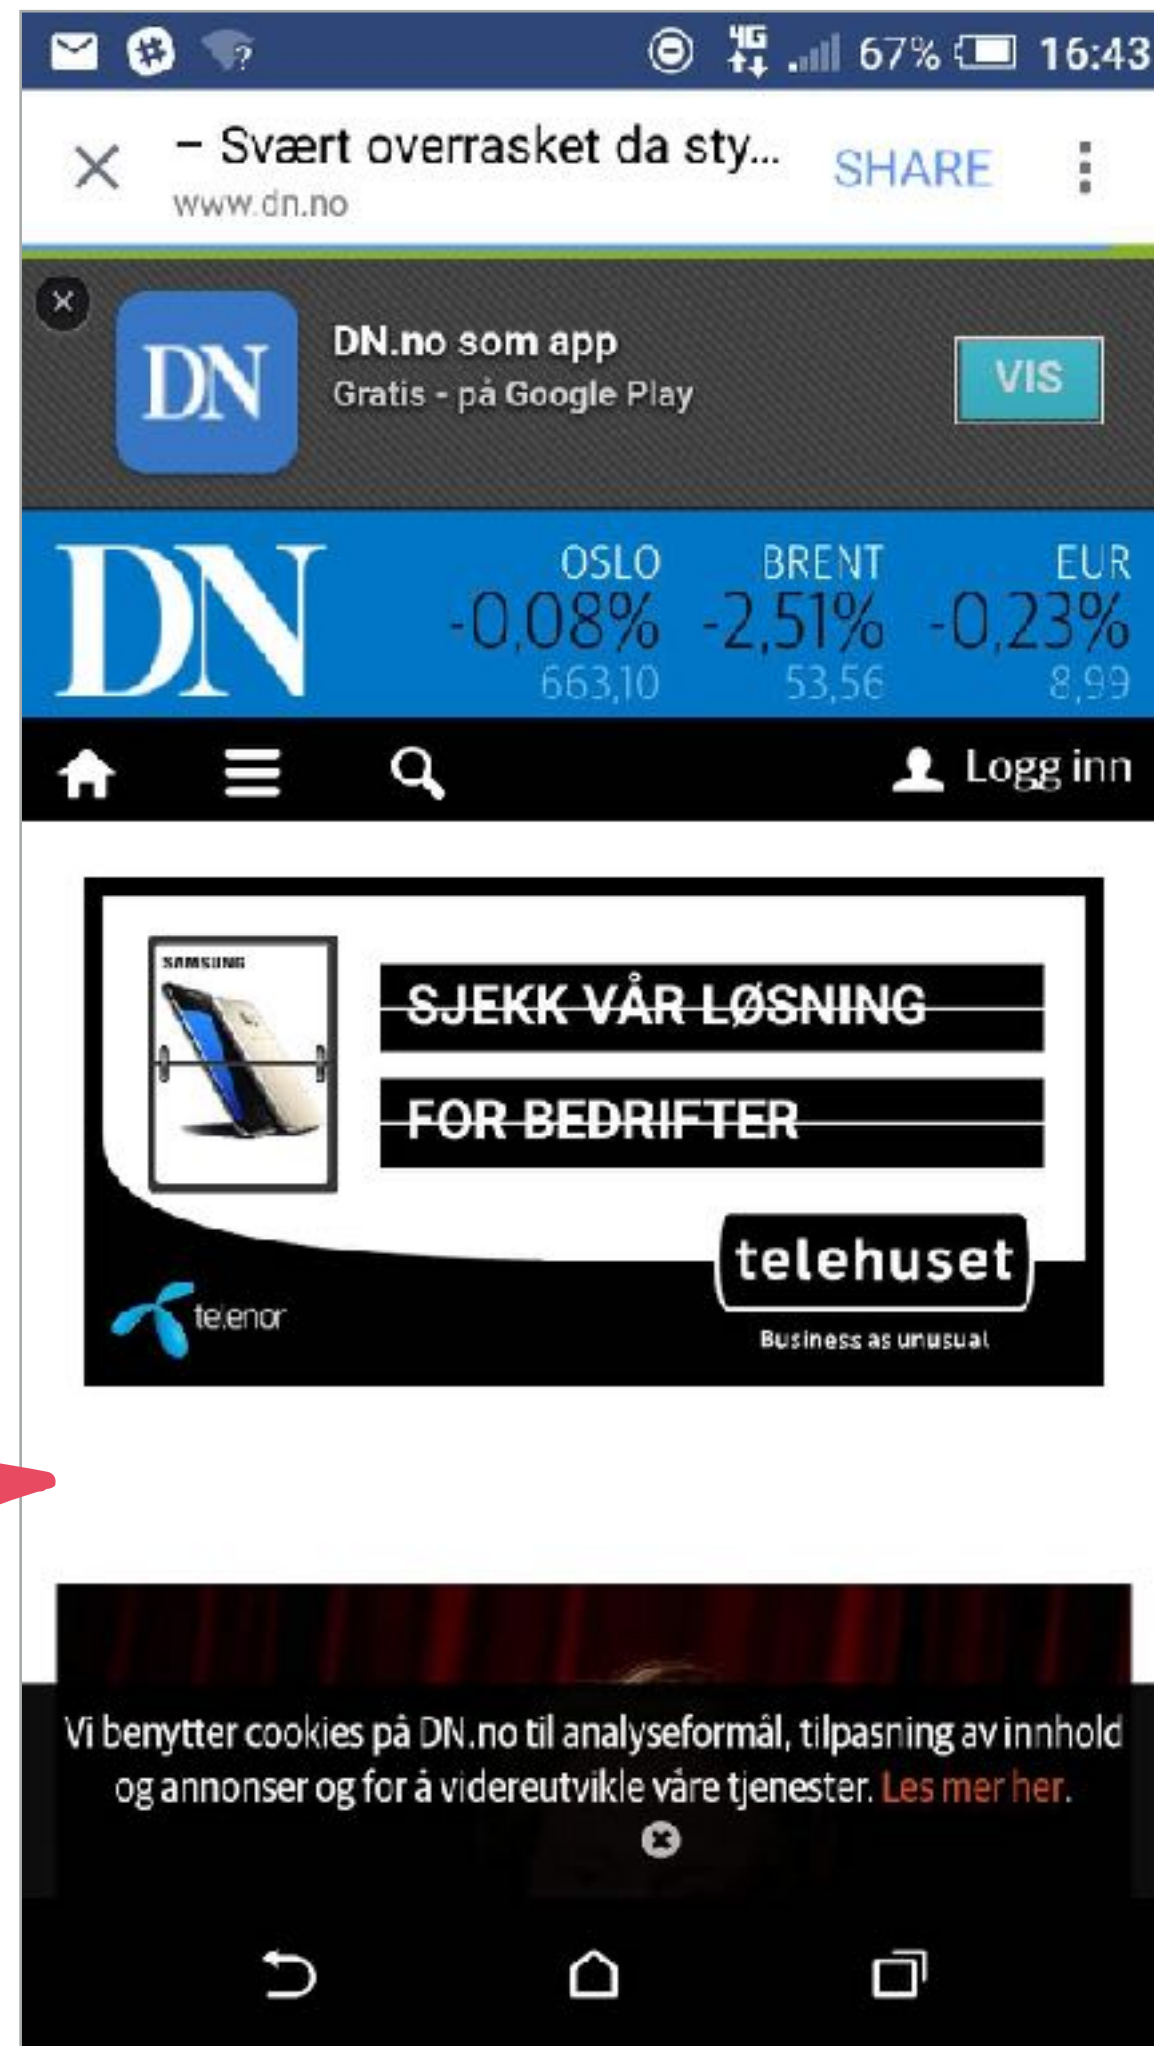 4G 67% 16:43
– Svært overrasket da sty... SHARE
www.dn.no
DN
DN.no som app
Gratis - på Google Play
VIS
DN
OSLO BRENT EUR
-0,08% -2,51% -0,23%
663,10 53,56 8,99
Logg inn
SAMSUNG
SJEKK VÅR LØSNING
FOR BEDRIFTER
telehuset
telenor
Business as unusual
Vi benytter cookies på DN.no til analyseformål, tilpasning av innhold
og annonser og for å videreutvikle våre tjenester. Les mer her.